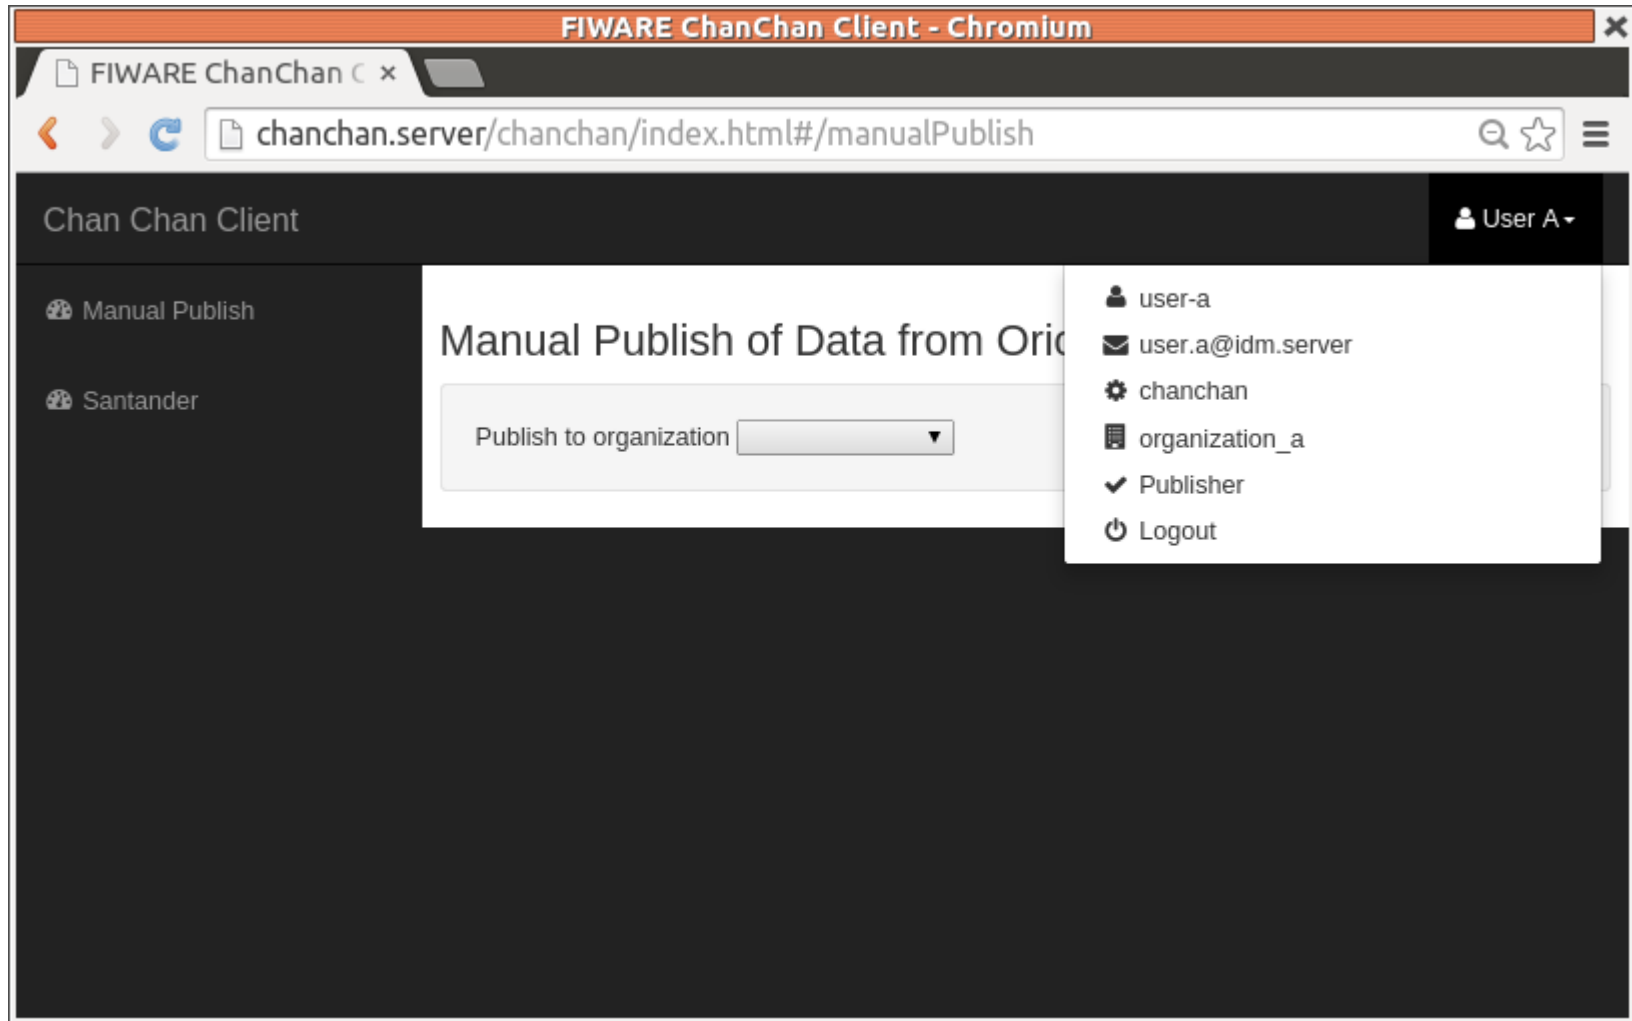 FIWARE ChanChan Client - Chromium
FIWARE ChanChan C
chanchan.server/chanchan/index.html#/manualPublish
Chan Chan Client
User A
Manual Publish
Santander
Manual Publish of Data from Orio
Publish to organization
user-a
user.a@idm.server
chanchan
organization_a
Publisher
Logout